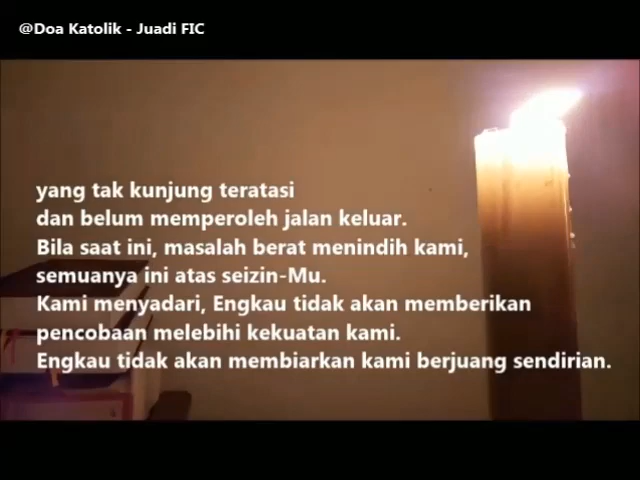 @Doa Katolik - Juadi FIC
yang tak kunjung teratasi
dan belum memperoleh jalan keluar.
Bila saat ini, masalah berat menindih kami,
semuanya ini atas seizin-Mu.
Kami menyadari, Engkau tidak akan memberikan
pencobaan melebihi kekuatan kami.
Engkau tidak akan membiarkan kami berjuang sendirian.